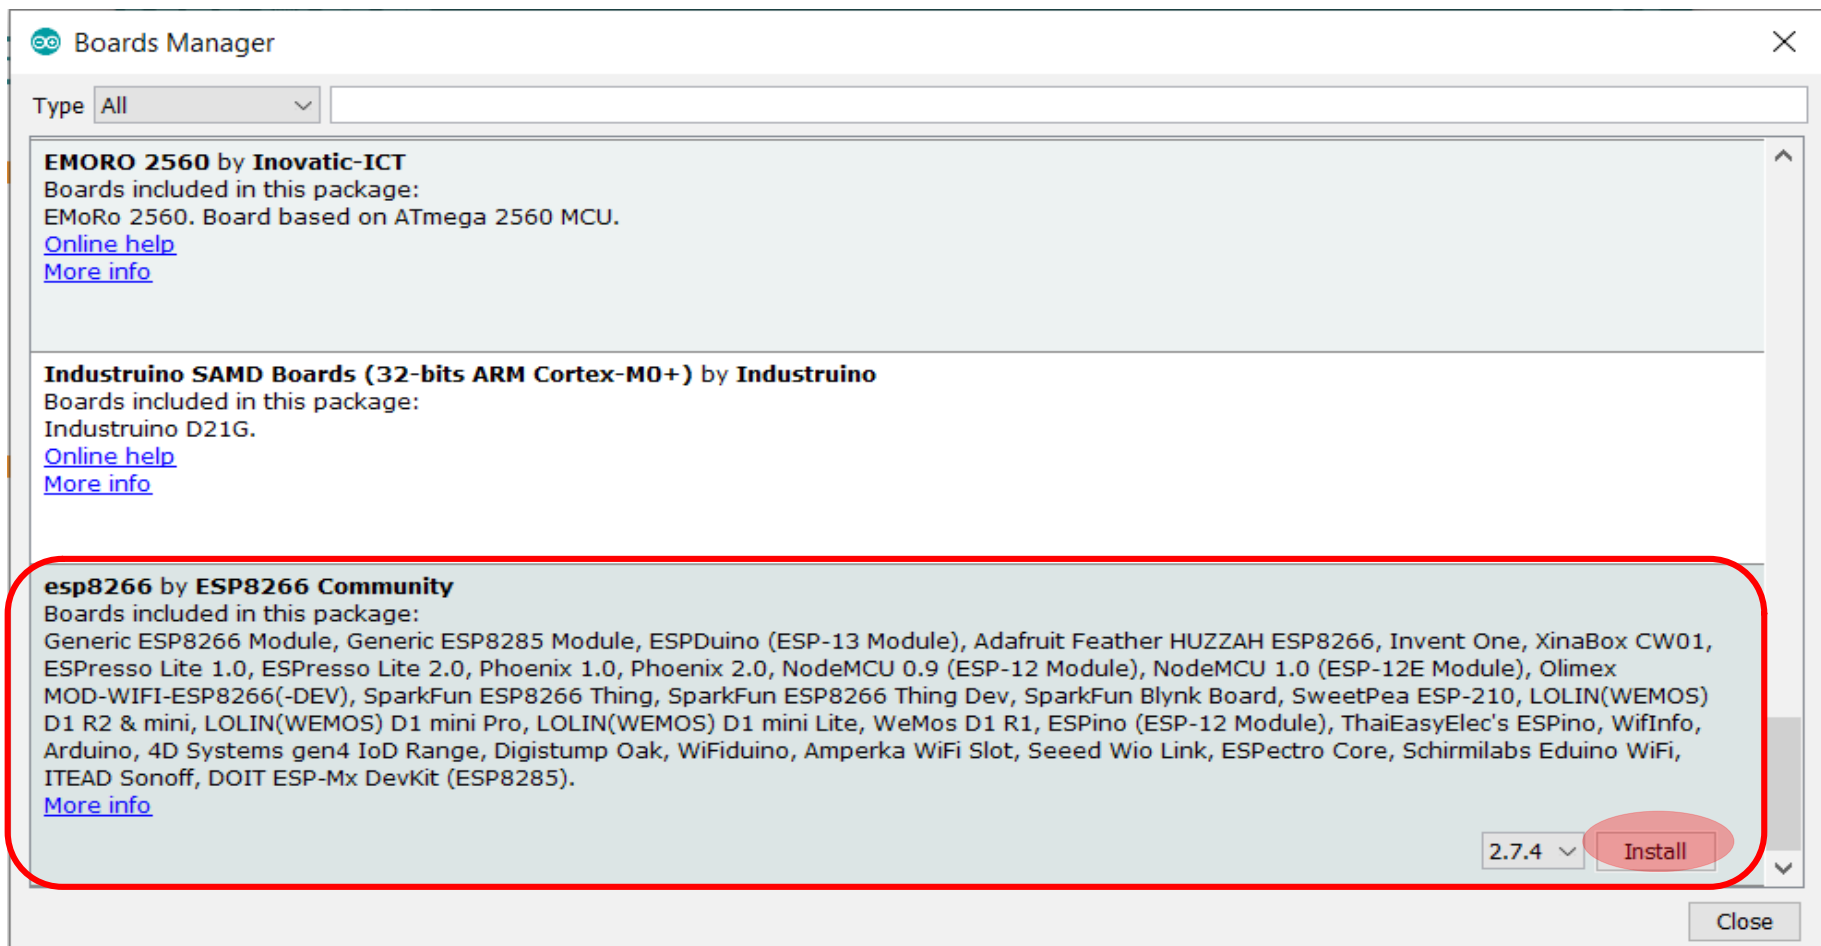 Boards Manager
Type All
EMORO 2560 by Inovatic-ICT
Boards included in this package:
EMoRo 2560. Board based on ATmega 2560 MCU.
Online help
More info
Industruino SAMD Boards (32-bits ARM Cortex-M0+) by Industruino
Boards included in this package:
Industruino D21G.
Online help
More info
esp8266 by ESP8266 Community
Boards included in this package:
Generic ESP8266 Module, Generic ESP8285 Module, ESPDuino (ESP-13 Module), Adafruit Feather HUZZAH ESP8266, Invent One, XinaBox CW01,
ESPresso Lite 1.0, ESPresso Lite 2.0, Phoenix 1.0, Phoenix 2.0, NodeMCU 0.9 (ESP-12 Module), NodeMCU 1.0 (ESP-12E Module), Olimex
MOD-WIFI-ESP8266(-DEV), SparkFun ESP8266 Thing, SparkFun ESP8266 Thing Dev, SparkFun Blynk Board, SweetPea ESP-210, LOLIN(WEMOS)
D1 R2 & mini, LOLIN(WEMOS) D1 mini Pro, LOLIN(WEMOS) D1 mini Lite, WeMos D1 R1, ESPino (ESP-12 Module), ThaiEasyElec's ESPino, WifInfo,
Arduino, 4D Systems gen4 IoD Range, Digistump Oak, WiFiduino, Amperka WiFi Slot, Seeed Wio Link, ESPectro Core, Schirmilabs Eduino WiFi,
ITEAD Sonoff, DOIT ESP-Mx DevKit (ESP8285).
More info
2.7.4 Install
Close